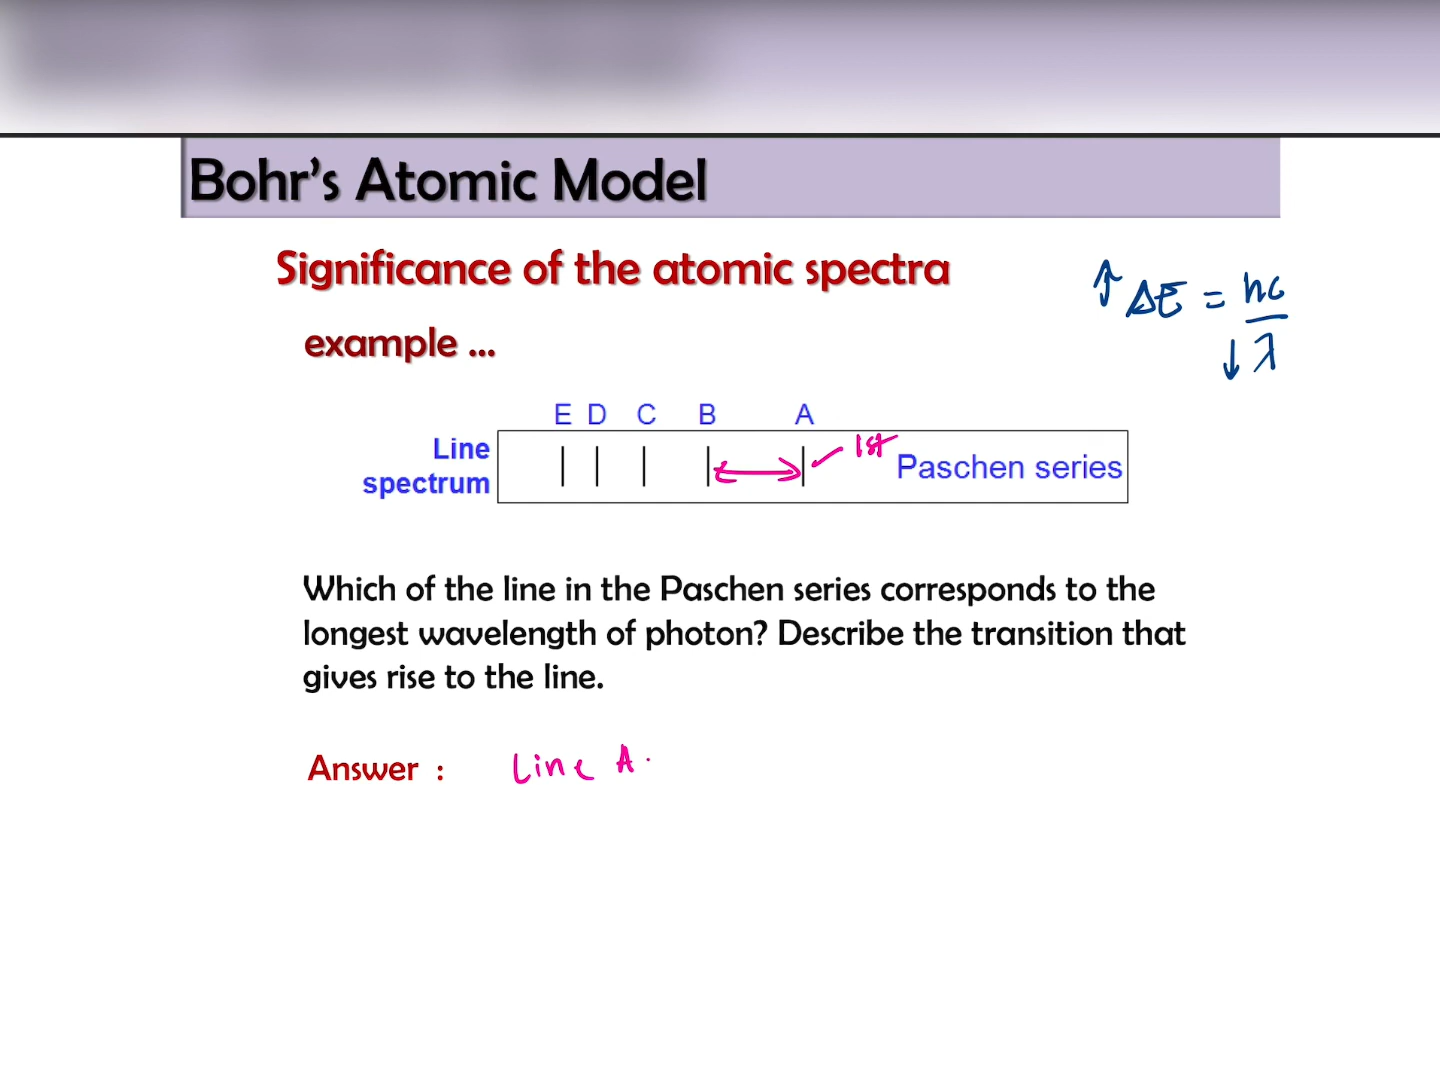 Bohr's Atomic Model
Significance of the atomic spectra
↑ ΔE = hc
↓ λ
example ...
E D C B A
Line
spectrum
1st
Paschen series
Which of the line in the Paschen series corresponds to the
longest wavelength of photon? Describe the transition that
gives rise to the line.
Answer : Line A.